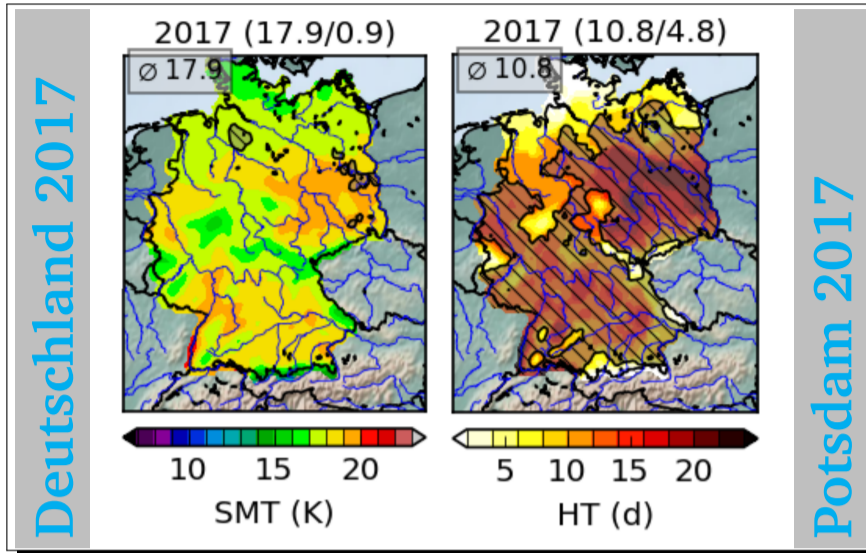 Deutschland 2017
2017 (17.9/0.9)
∅ 17.9
10 15 20
SMT (K)
2017 (10.8/4.8)
∅ 10.8
5 10 15 20
HT (d)
Potsdam 2017